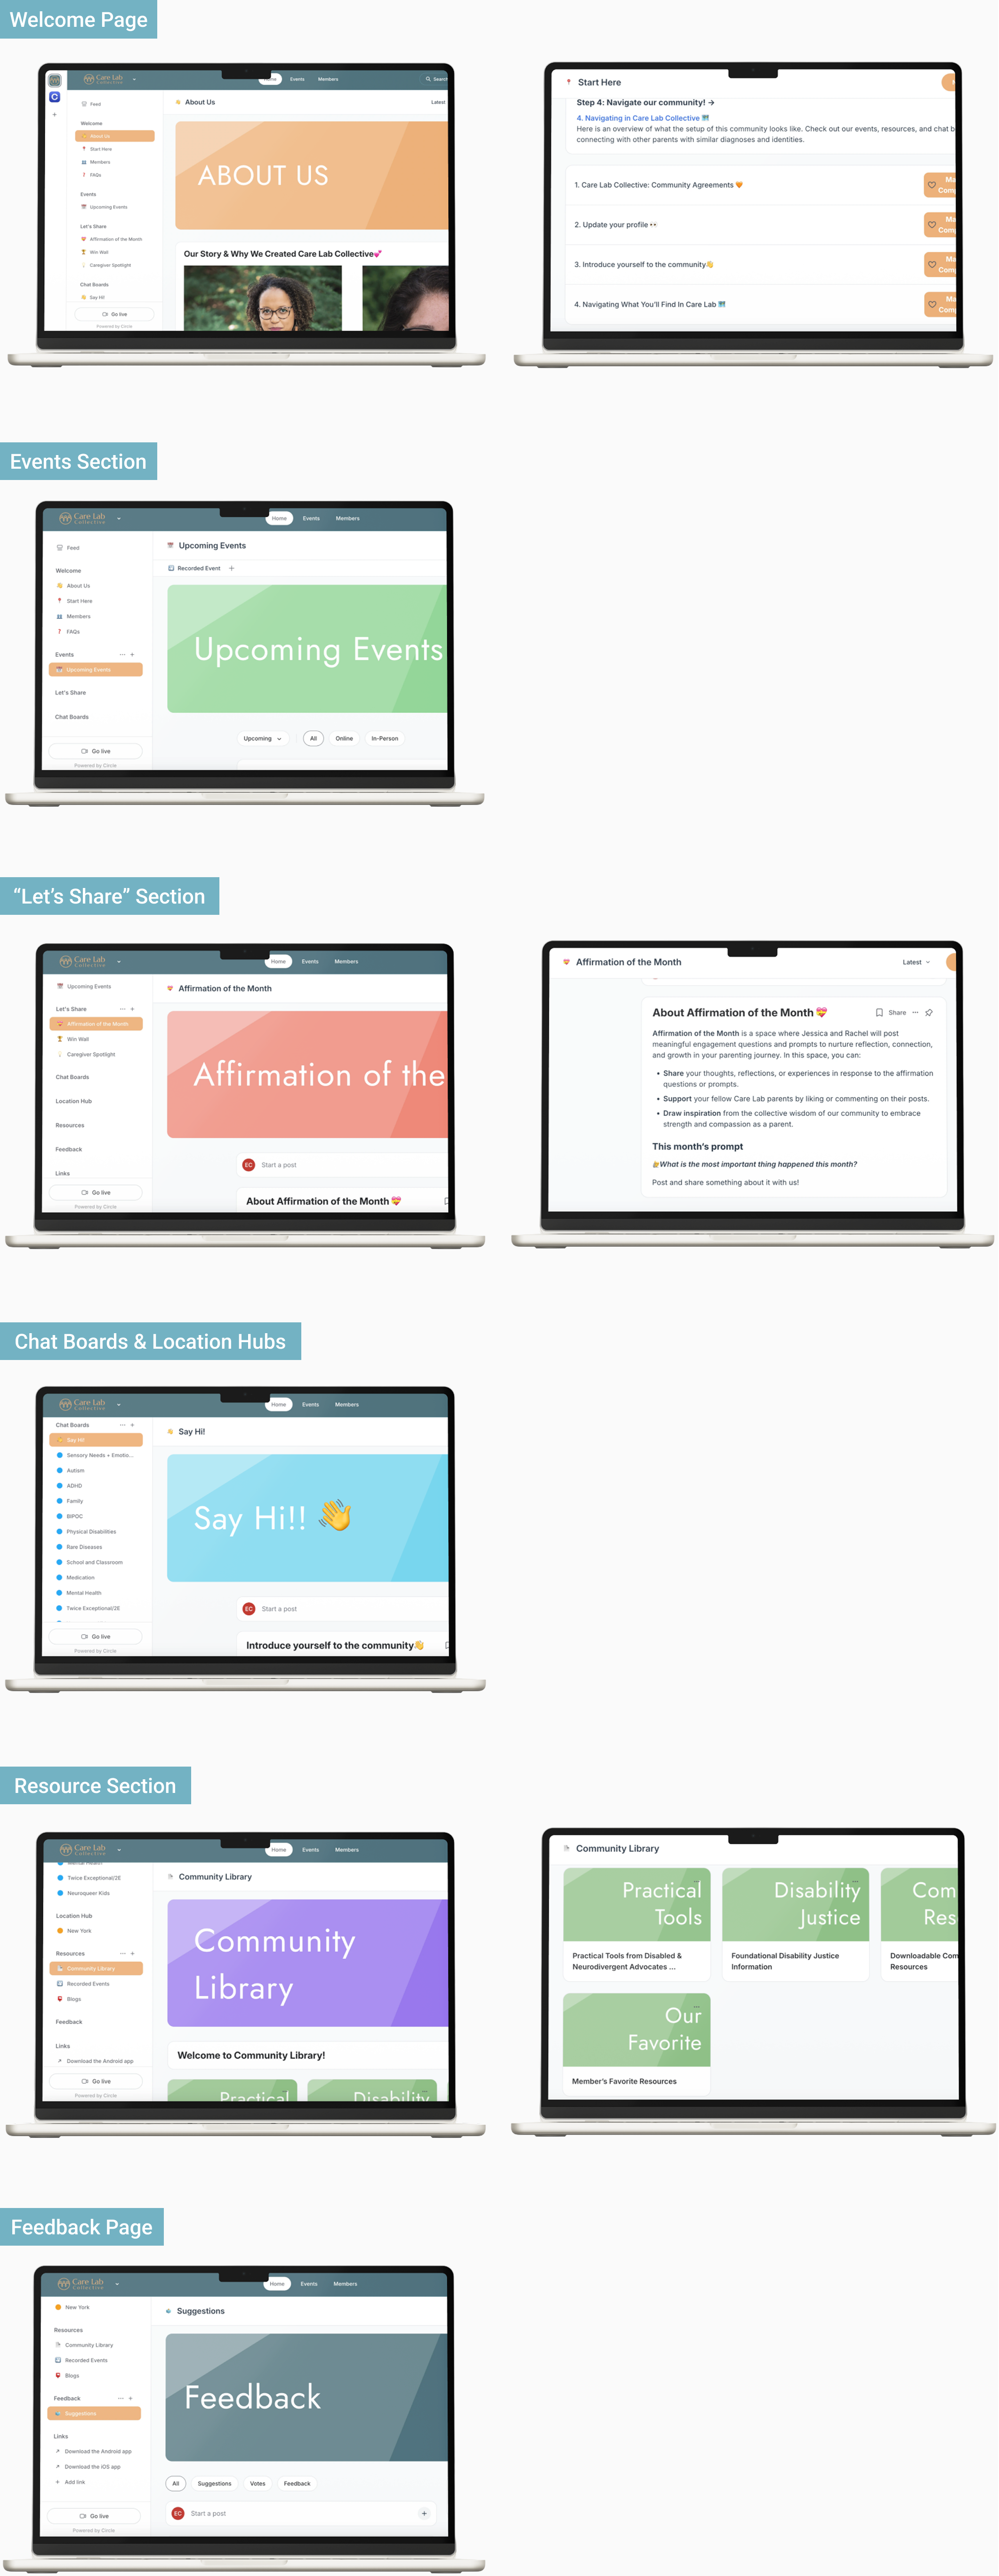 Welcome Page
Care Lab
Collective
Home
Events
Members
Search
Feed
Welcome
About Us
Start Here
Members
FAQs
Events
Upcoming Events
Let's Share
Affirmation of the Month
Win Wall
Caregiver Spotlight
Chat Boards
Say Hi!
Go live
Powered by Circle
About Us
Latest
ABOUT US
Our Story & Why We Created Care Lab Collective💕
Start Here
Step 4: Navigate our community! →
4. Navigating in Care Lab Collective
Here is an overview of what the setup of this community looks like. Check out our events, resources, and chat b
connecting with other parents with similar diagnoses and identities.
1. Care Lab Collective: Community Agreements 🧡
Ma
Comp
2. Update your profile 👀
Ma
Comp
3. Introduce yourself to the community👋
Ma
Comp
4. Navigating What You'll Find In Care Lab
Ma
Comp
Events Section
Care Lab
Collective
Home
Events
Members
Feed
Welcome
About Us
Start Here
Members
FAQs
Events
Upcoming Events
Let's Share
Chat Boards
Go live
Powered by Circle
Upcoming Events
Recorded Event
Upcoming Events
Upcoming
All
Online
In-Person
“Let’s Share” Section
Care Lab
Collective
Home
Events
Members
Upcoming Events
Let's Share
Affirmation of the Month
Win Wall
Caregiver Spotlight
Chat Boards
Location Hub
Resources
Feedback
Links
Go live
Powered by Circle
Affirmation of the Month
Affirmation of the
EC
Start a post
About Affirmation of the Month 💝
Affirmation of the Month
Latest
About Affirmation of the Month 💝
Share
Affirmation of the Month is a space where Jessica and Rachel will post
meaningful engagement questions and prompts to nurture reflection, connection,
and growth in your parenting journey. In this space, you can:
• Share your thoughts, reflections, or experiences in response to the affirmation
questions or prompts.
• Support your fellow Care Lab parents by liking or commenting on their posts.
• Draw inspiration from the collective wisdom of our community to embrace
strength and compassion as a parent.
This month's prompt
What is the most important thing happened this month?
Post and share something about it with us!
Chat Boards & Location Hubs
Care Lab
Collective
Home
Events
Members
Chat Boards
Say Hi!
Sensory Needs + Emotio...
Autism
ADHD
Family
BIPOC
Physical Disabilities
Rare Diseases
School and Classroom
Medication
Mental Health
Twice Exceptional/2E
Go live
Powered by Circle
Say Hi!
Say Hi!! 👋
EC
Start a post
Introduce yourself to the community👋
Resource Section
Care Lab
Collective
Home
Events
Members
Mental Health
Twice Exceptional/2E
Neuroqueer Kids
Location Hub
New York
Resources
Community Library
Recorded Events
Blogs
Feedback
Links
Download the Android app
Go live
Powered by Circle
Community Library
Community
Library
Welcome to Community Library!
Practical
Disability
Community Library
Practical
Tools
Practical Tools from Disabled &
Neurodivergent Advocates ...
Disability
Justice
Foundational Disability Justice
Information
Com
Res
Downloadable Com
Resources
Our
Favorite
Member's Favorite Resources
Feedback Page
Care Lab
Collective
Home
Events
Members
New York
Resources
Community Library
Recorded Events
Blogs
Feedback
Suggestions
Links
Download the Android app
Download the iOS app
Add link
Go live
Powered by Circle
Suggestions
Feedback
All
Suggestions
Votes
Feedback
EC
Start a post